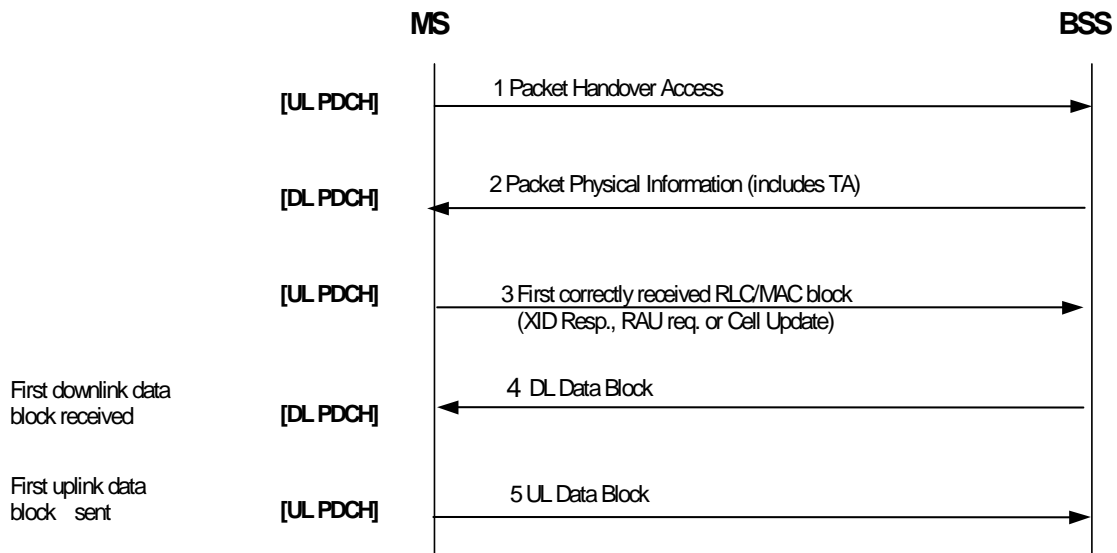 MS BSS
[UL PDCH] 1 Packet Handover Access
[DL PDCH] 2 Packet Physical Information (includes TA)
[UL PDCH] 3 First correctly received RLC/MAC block
(XID Resp., RAU req. or Cell Update)
First downlink data
block received [DL PDCH] 4 DL Data Block
First uplink data
block sent [UL PDCH] 5 UL Data Block